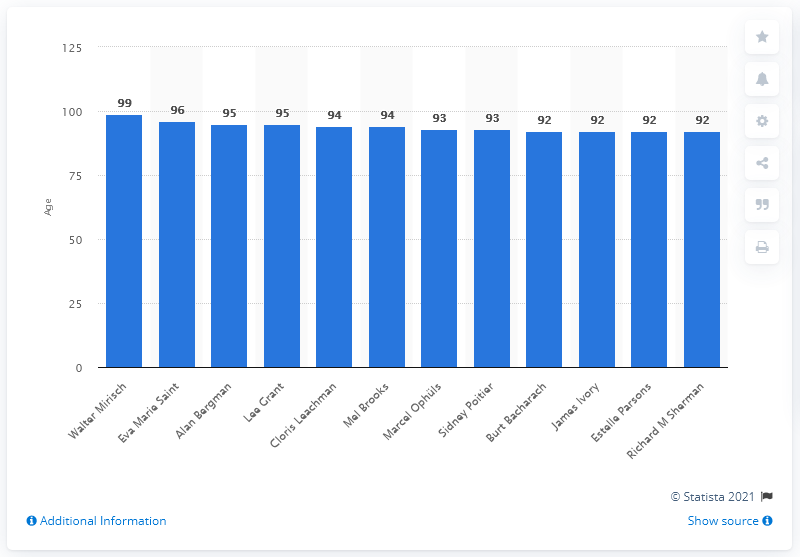 125
100
75
50
25
0
Age
99
96
95
95
94
94
93
93
92
92
92
92
Walter Mirisch
Eva Marie Saint
Alan Bergman
Lee Grant
Cloris Leachman
Mel Brooks
Marcel Ophüls
Sidney Poitier
Burt Bacharach
James Ivory
Estelle Parsons
Richard M Sherman
© Statista 2021
Additional Information
Show source